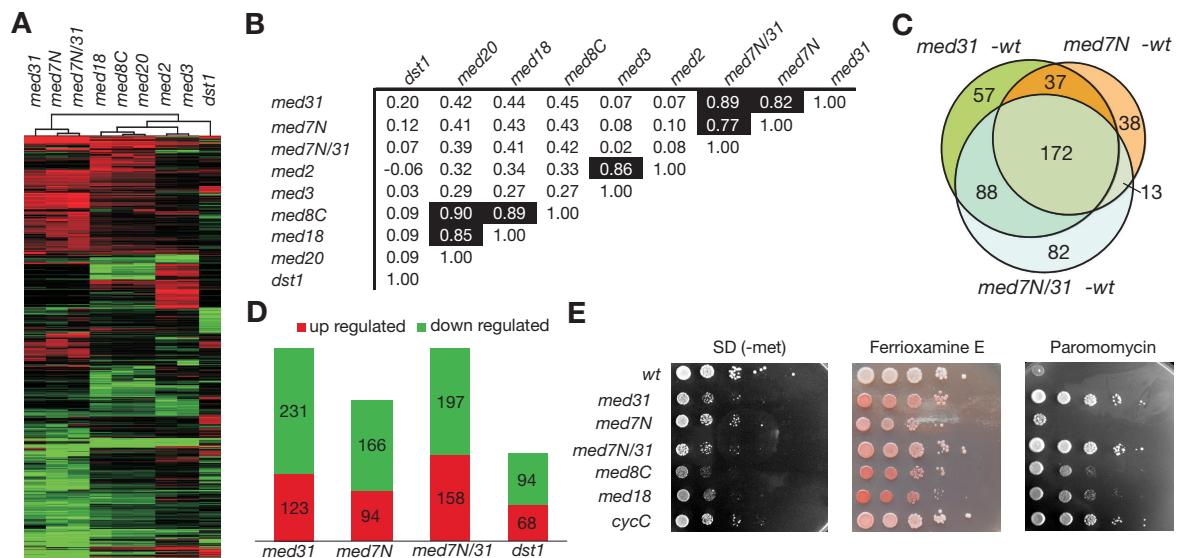 A
med31 med7N med7N/31 med18 med8C med20 med2 med3 dst1
B
dst1 med20 med18 med8C med3 med2 med7N/31 med7N med31
med31 0.20 0.42 0.44 0.45 0.07 0.07 0.89 0.82 1.00
med7N 0.12 0.41 0.43 0.43 0.08 0.10 0.77 1.00
med7N/31 0.07 0.39 0.41 0.42 0.02 0.08 1.00
med2 -0.06 0.32 0.34 0.33 0.86 1.00
med3 0.03 0.29 0.27 0.27 1.00
med8C 0.09 0.90 0.89 1.00
med18 0.09 0.85 1.00
med20 0.09 1.00
dst1 1.00
C
med31 -wt med7N -wt
57 37 38
172
88 13
82
med7N/31 -wt
D
up regulated down regulated
231 166 197 94
123 94 158 68
med31 med7N med7N/31 dst1
E
SD (-met) Ferrioxamine E Paromomycin
wt
med31
med7N
med7N/31
med8C
med18
cycC